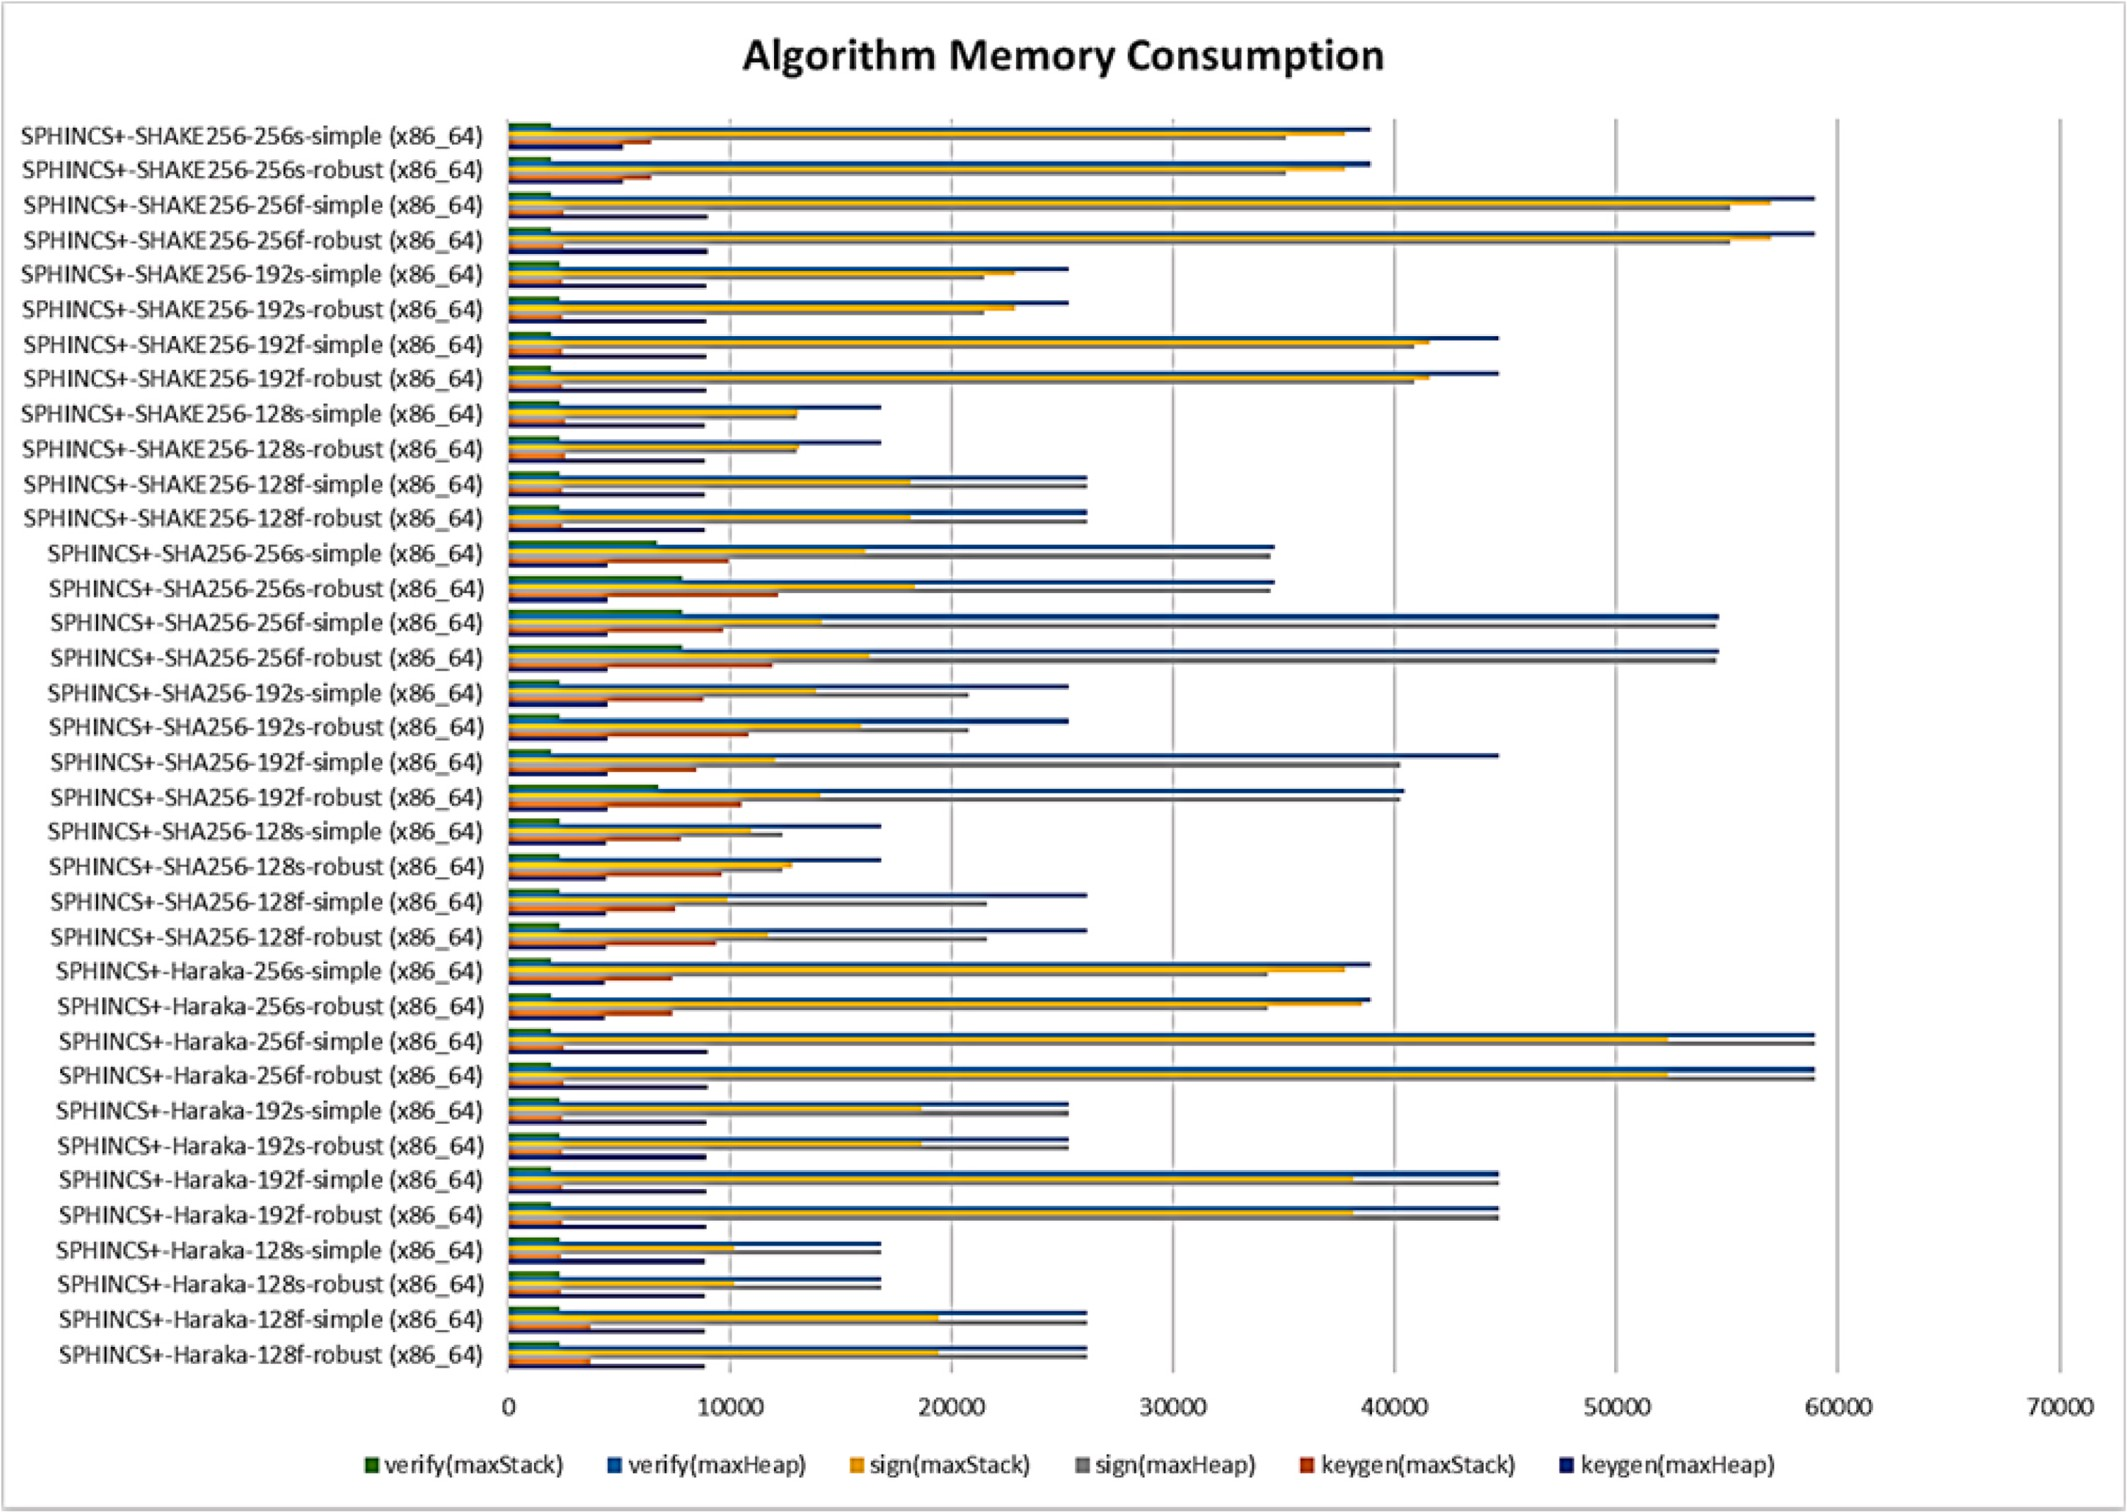 Algorithm Memory Consumption
SPHINCS+-SHAKE256-256s-simple (x86_64)
SPHINCS+-SHAKE256-256s-robust (x86_64)
SPHINCS+-SHAKE256-256f-simple (x86_64)
SPHINCS+-SHAKE256-256f-robust (x86_64)
SPHINCS+-SHAKE256-192s-simple (x86_64)
SPHINCS+-SHAKE256-192s-robust (x86_64)
SPHINCS+-SHAKE256-192f-simple (x86_64)
SPHINCS+-SHAKE256-192f-robust (x86_64)
SPHINCS+-SHAKE256-128s-simple (x86_64)
SPHINCS+-SHAKE256-128s-robust (x86_64)
SPHINCS+-SHAKE256-128f-simple (x86_64)
SPHINCS+-SHAKE256-128f-robust (x86_64)
SPHINCS+-SHA256-256s-simple (x86_64)
SPHINCS+-SHA256-256s-robust (x86_64)
SPHINCS+-SHA256-256f-simple (x86_64)
SPHINCS+-SHA256-256f-robust (x86_64)
SPHINCS+-SHA256-192s-simple (x86_64)
SPHINCS+-SHA256-192s-robust (x86_64)
SPHINCS+-SHA256-192f-simple (x86_64)
SPHINCS+-SHA256-192f-robust (x86_64)
SPHINCS+-SHA256-128s-simple (x86_64)
SPHINCS+-SHA256-128s-robust (x86_64)
SPHINCS+-SHA256-128f-simple (x86_64)
SPHINCS+-SHA256-128f-robust (x86_64)
SPHINCS+-Haraka-256s-simple (x86_64)
SPHINCS+-Haraka-256s-robust (x86_64)
SPHINCS+-Haraka-256f-simple (x86_64)
SPHINCS+-Haraka-256f-robust (x86_64)
SPHINCS+-Haraka-192s-simple (x86_64)
SPHINCS+-Haraka-192s-robust (x86_64)
SPHINCS+-Haraka-192f-simple (x86_64)
SPHINCS+-Haraka-192f-robust (x86_64)
SPHINCS+-Haraka-128s-simple (x86_64)
SPHINCS+-Haraka-128s-robust (x86_64)
SPHINCS+-Haraka-128f-simple (x86_64)
SPHINCS+-Haraka-128f-robust (x86_64)
0 10000 20000 30000 40000 50000 60000 70000
verify(maxStack) verify(maxHeap) sign(maxStack) sign(maxHeap) keygen(maxStack) keygen(maxHeap)